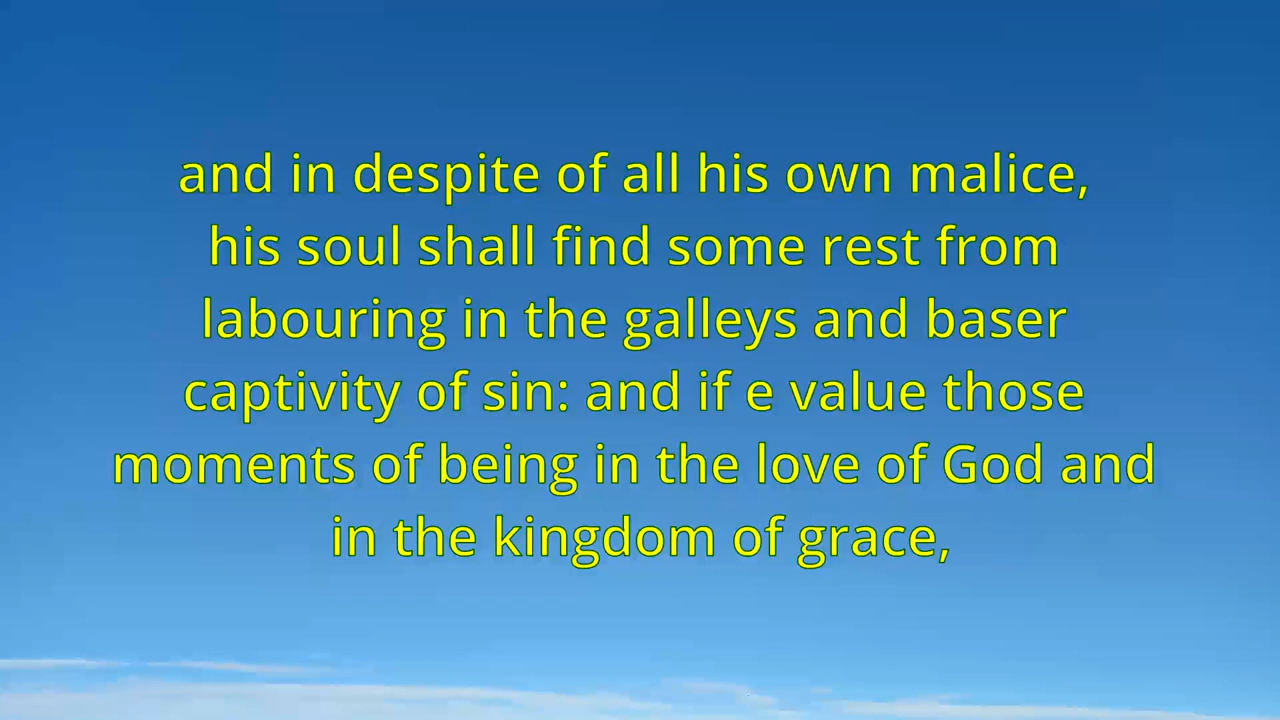 and in despite of all his own malice,
his soul shall find some rest from
labouring in the galleys and baser
captivity of sin: and if e value those
moments of being in the love of God and
in the kingdom of grace,